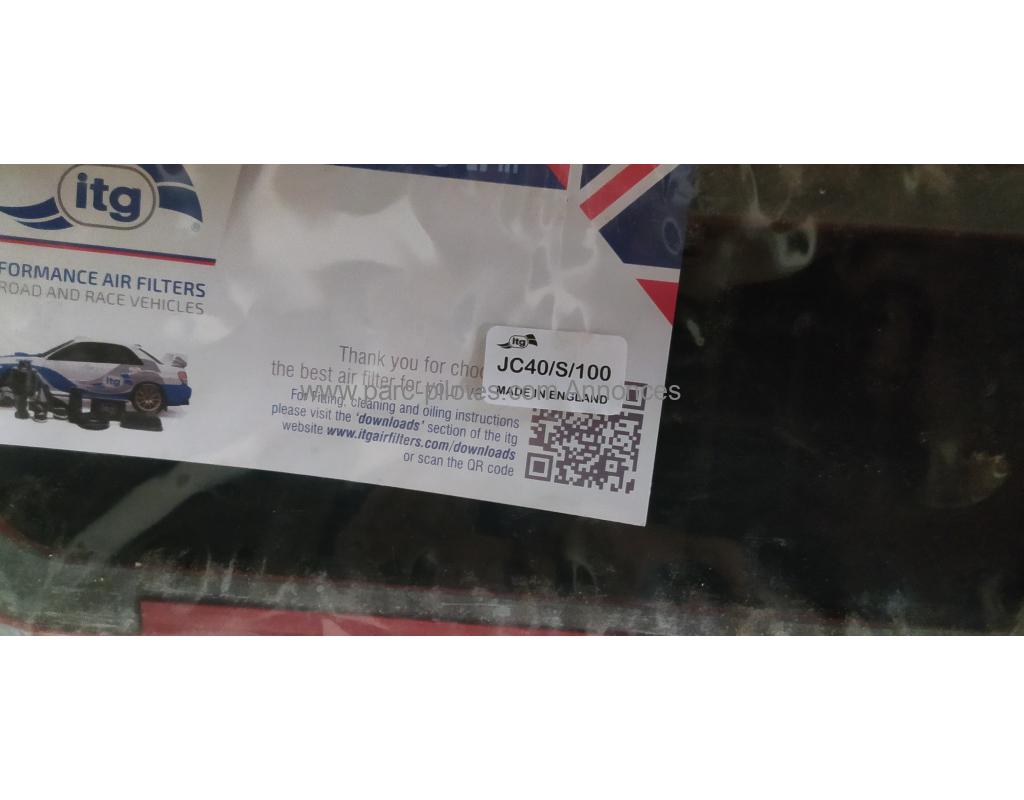 itg
®
FORMANCE AIR FILTERS
ROAD AND RACE VEHICLES
itg
Thank you for
the best air filter for
For Fitting, cleaning and oiling instructions
please visit the 'downloads' section of the itg
website www.itgairfilters.com/downloads
or scan the QR code
itg
JC40/S/100
MADE IN ENGLAND
www.parc-pilotes.com Annonces